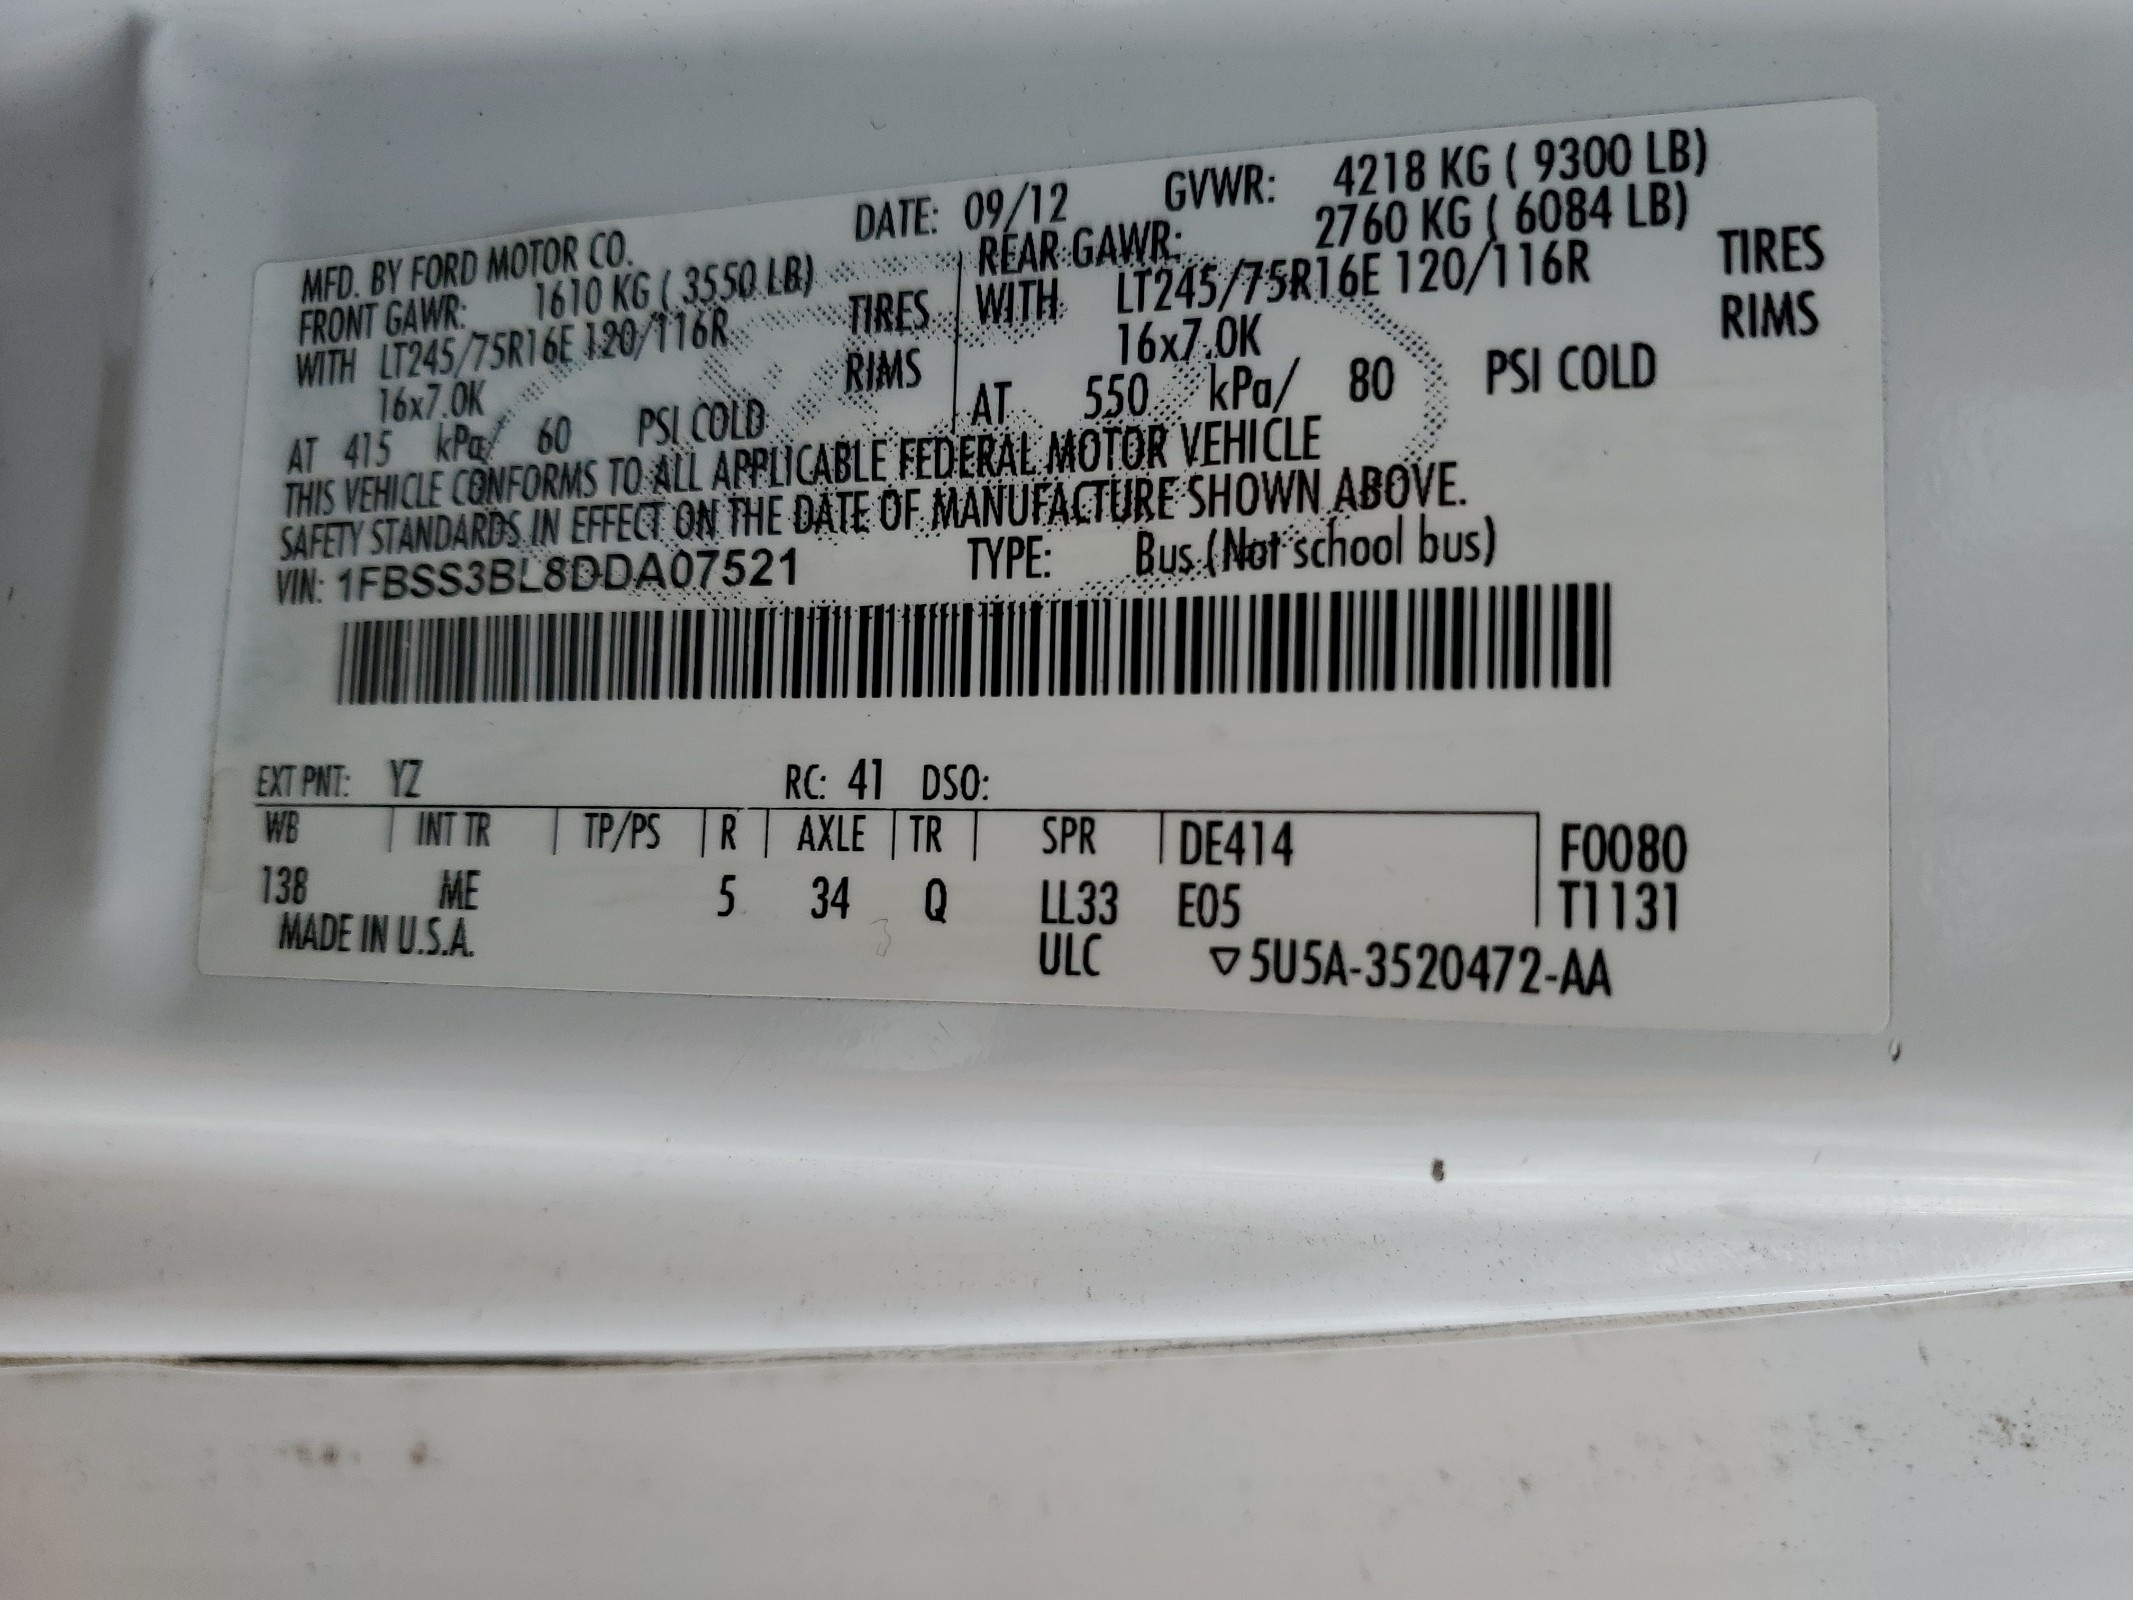 MFD. BY FORD MOTOR CO. DATE: 09/12 GVWR: 4218 KG ( 9300 LB)
FRONT GAWR: 1610 KG ( 3550 LB) REAR GAWR: 2760 KG ( 6084 LB)
WITH LT245/75R16E 120/116R TIRES WITH LT245/75R16E 120/116R TIRES
16x7.0K RIMS 16x7.0K RIMS
AT 415 kPa/ 60 PSI COLD AT 550 kPa/ 80 PSI COLD
THIS VEHICLE CONFORMS TO ALL APPLICABLE FEDERAL MOTOR VEHICLE
SAFETY STANDARDS IN EFFECT ON THE DATE OF MANUFACTURE SHOWN ABOVE.
VIN: 1FBSS3BL8DDA07521 TYPE: Bus (Not school bus)
EXT PNT: YZ RC: 41 DSO:
WB INT TR TP/PS R AXLE TR SPR DE414 F0080
138 ME 5 34 Q LL33 E05 T1131
MADE IN U.S.A. ULC ▽5U5A-3520472-AA